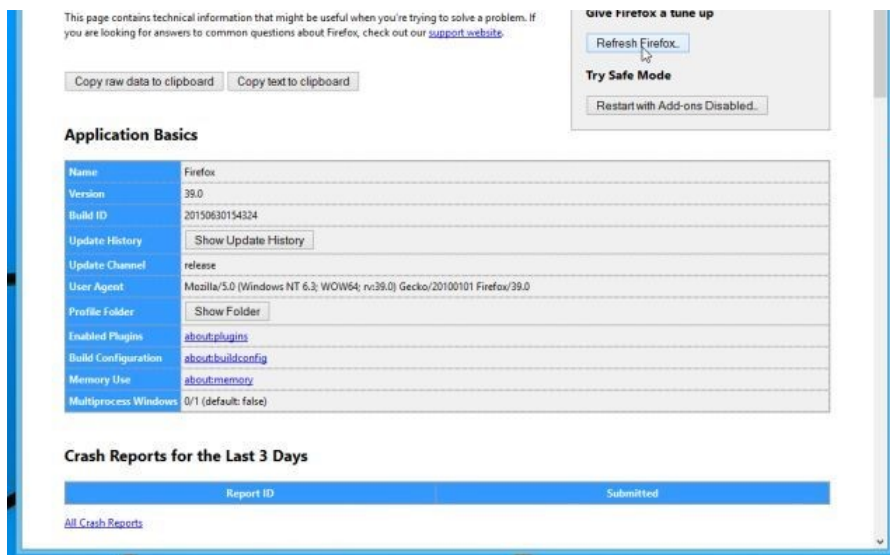 This page contains technical information that might be useful when you're trying to solve a problem. If
you are looking for answers to common questions about Firefox, check out our support website.
Copy raw data to clipboard Copy text to clipboard
Give Firefox a tune up
Refresh Firefox..
Try Safe Mode
Restart with Add-ons Disabled..
Application Basics
Name Firefox
Version 39.0
Build ID 20150630154324
Update History Show Update History
Update Channel release
User Agent Mozilla/5.0 (Windows NT 6.3; WOW64; rv:39.0) Gecko/20100101 Firefox/39.0
Profile Folder Show Folder
Enabled Plugins about:plugins
Build Configuration about:buildconfig
Memory Use about:memory
Multiprocess Windows 0/1 (default: false)
Crash Reports for the Last 3 Days
Report ID Submitted
All Crash Reports